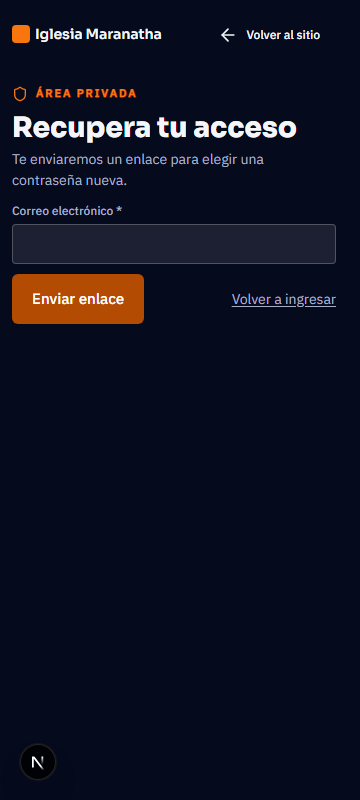 Iglesia Maranatha
Volver al sitio
ÁREA PRIVADA
Recupera tu acceso
Te enviaremos un enlace para elegir una
contraseña nueva.
Correo electrónico *
Enviar enlace
Volver a ingresar
N